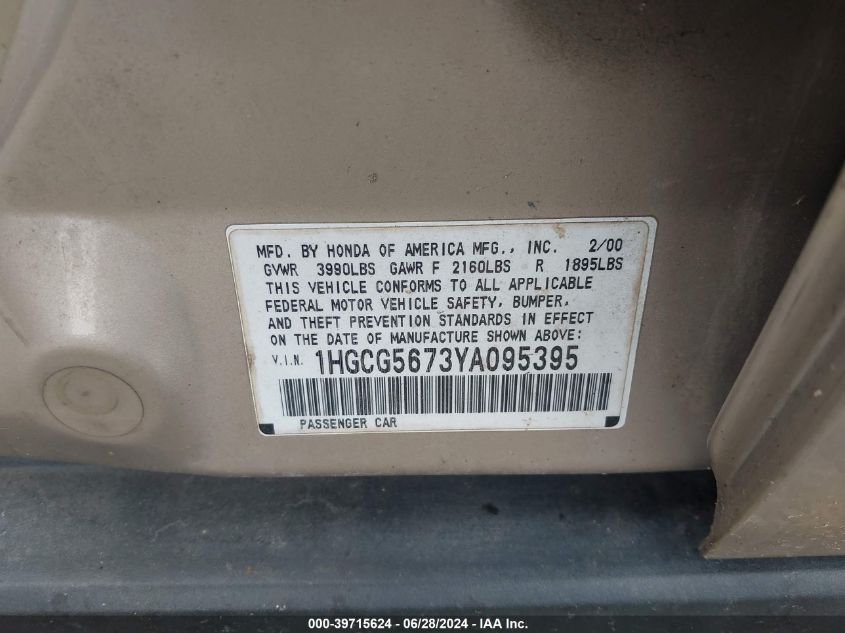 MFD. BY HONDA OF AMERICA MFG., INC. 2/00
GVWR 3990LBS GAWR F 2160LBS R 1895LBS
THIS VEHICLE CONFORMS TO ALL APPLICABLE
FEDERAL MOTOR VEHICLE SAFETY, BUMPER,
AND THEFT PREVENTION STANDARDS IN EFFECT
ON THE DATE OF MANUFACTURE SHOWN ABOVE:
V.I.N. 1HGCG5673YA095395
PASSENGER CAR
000-39715624 | 06/28/2024 - IAA Inc.